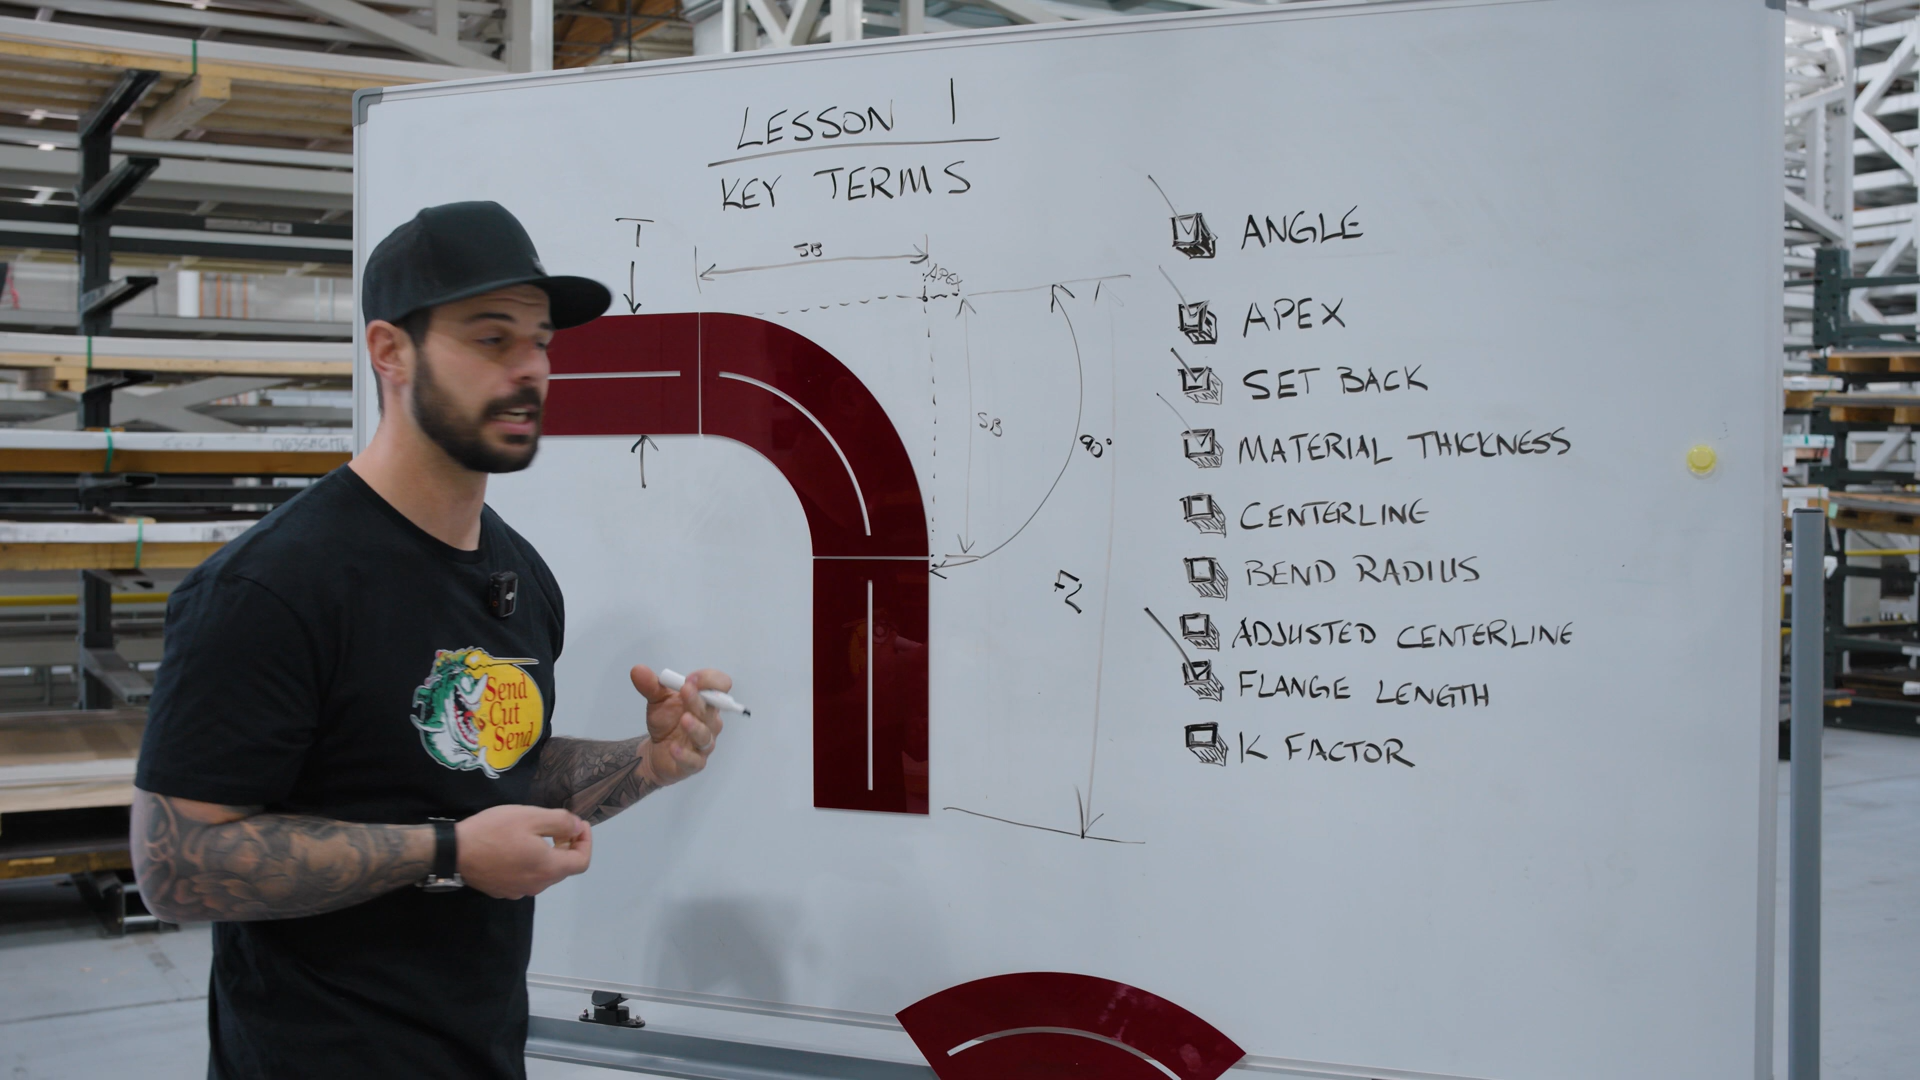 LESSON 1
KEY TERMS
T
SB
APEX
SB
90°
FL
ANGLE
APEX
SET BACK
MATERIAL THICKNESS
CENTERLINE
BEND RADIUS
ADJUSTED CENTERLINE
FLANGE LENGTH
K FACTOR
Send
Cut
Send